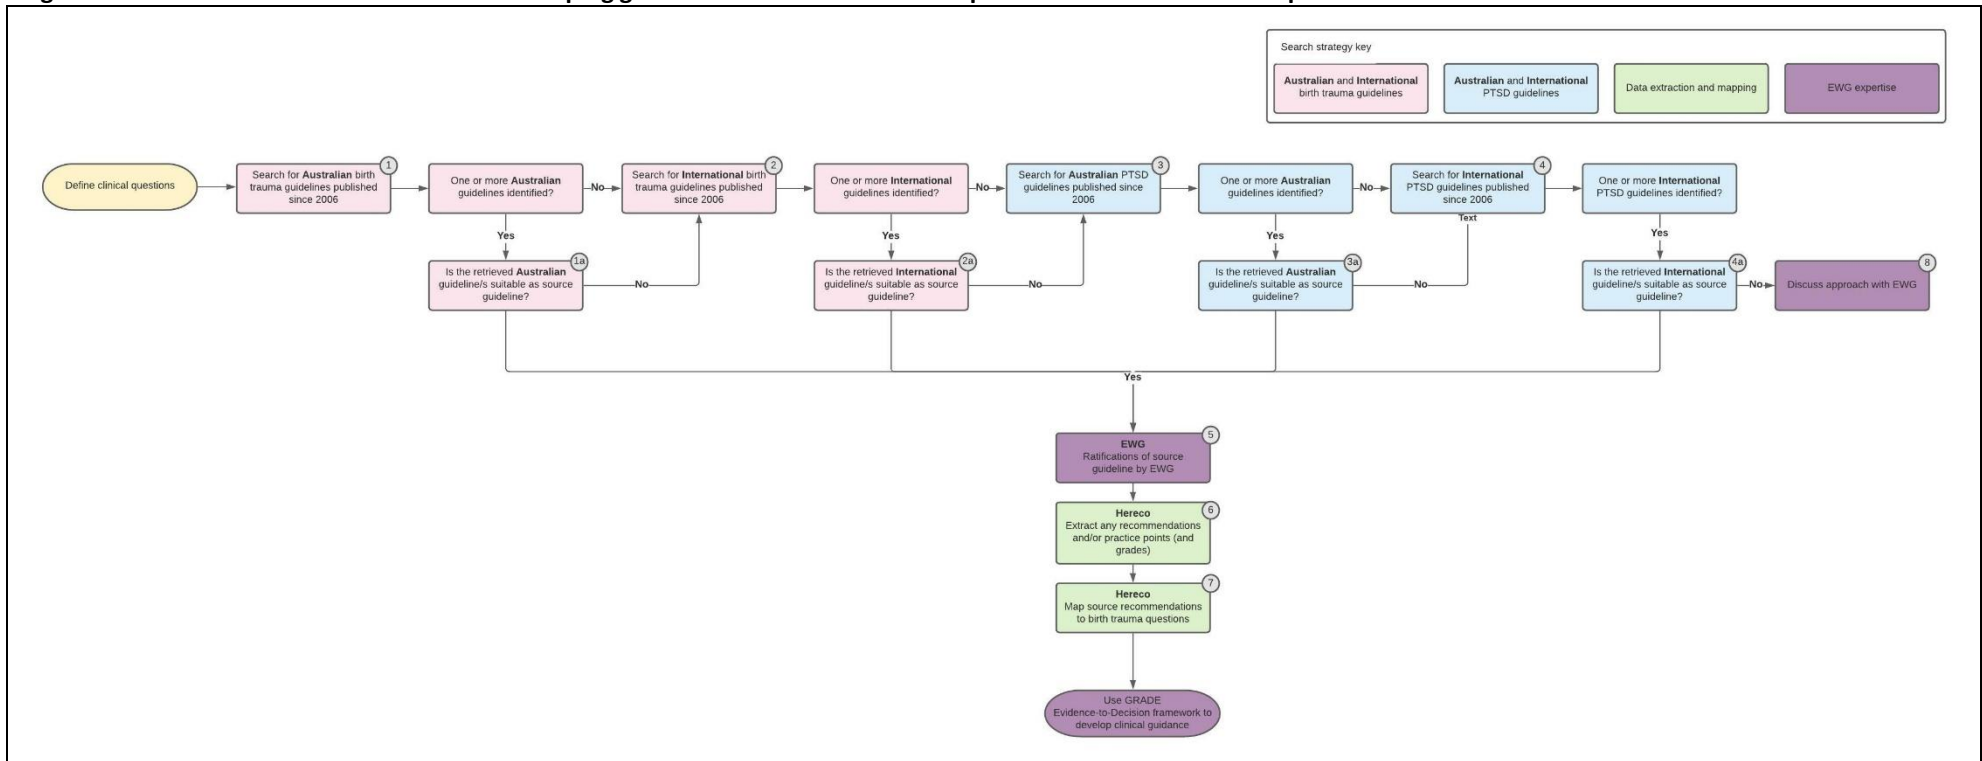 Search strategy key
Australian and International
birth trauma guidelines
Australian and International
PTSD guidelines
Data extraction and mapping
EWG expertise
Define clinical questions
1
Search for Australian birth
trauma guidelines published
since 2006
One or more Australian
guidelines identified?
No
2
Search for International birth
trauma guidelines published
since 2006
One or more International
guidelines identified?
No
3
Search for Australian PTSD
guidelines published since
2006
One or more Australian
guidelines identified?
No
4
Search for International
PTSD guidelines published
since 2006
Text
One or more International
PTSD guidelines identified?
Yes
Yes
Yes
Yes
1a
Is the retrieved Australian
guideline/s suitable as source
guideline?
No
2a
Is the retrieved International
guideline/s suitable as source
guideline?
No
3a
Is the retrieved Australian
guideline/s suitable as source
guideline?
No
4a
Is the retrieved International
guideline/s suitable as source
guideline?
No
8
Discuss approach with EWG
Yes
5
EWG
Ratifications of source
guideline by EWG
6
Hereco
Extract any recommendations
and/or practice points (and
grades)
7
Hereco
Map source recommendations
to birth trauma questions
Use GRADE
Evidence-to-Decision framework to
develop clinical guidance